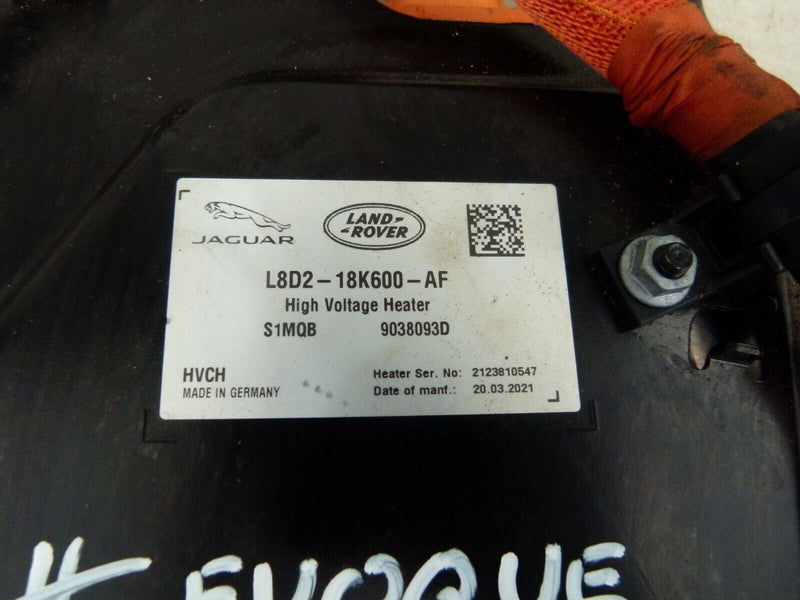 JAGUAR
LAND-
-ROVER
L8D2-18K600-AF
High Voltage Heater
S1MQB 9038093D
HVCH
MADE IN GERMANY
Heater Ser. No: 2123810547
Date of manf.: 20.03.2021
# EVOQUE